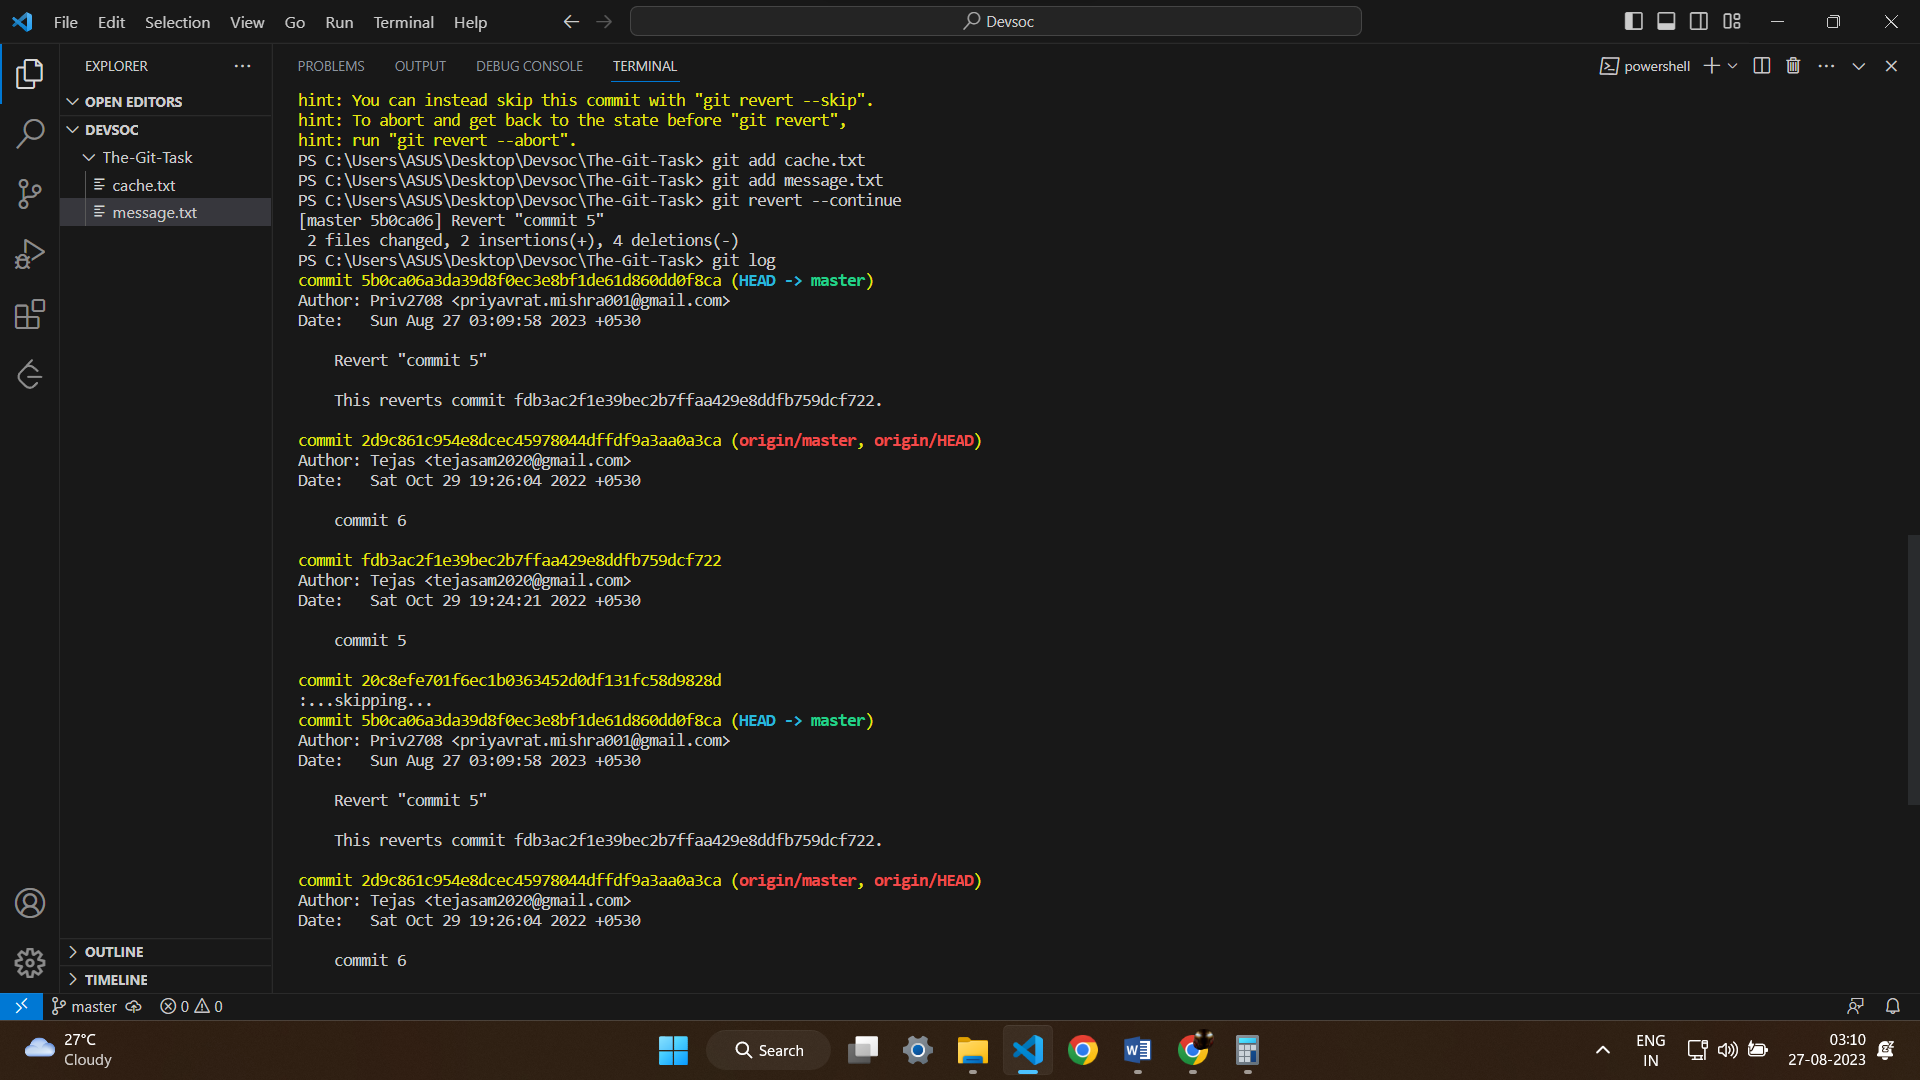 File Edit Selection View Go Run Terminal Help
Devsoc
EXPLORER
OPEN EDITORS
DEVSOC
The-Git-Task
cache.txt
message.txt
OUTLINE
TIMELINE
PROBLEMS OUTPUT DEBUG CONSOLE TERMINAL
powershell
hint: You can instead skip this commit with "git revert --skip".
hint: To abort and get back to the state before "git revert",
hint: run "git revert --abort".
PS C:\Users\ASUS\Desktop\Devsoc\The-Git-Task> git add cache.txt
PS C:\Users\ASUS\Desktop\Devsoc\The-Git-Task> git add message.txt
PS C:\Users\ASUS\Desktop\Devsoc\The-Git-Task> git revert --continue
[master 5b0ca06] Revert "commit 5"
2 files changed, 2 insertions(+), 4 deletions(-)
PS C:\Users\ASUS\Desktop\Devsoc\The-Git-Task> git log
commit 5b0ca06a3da39d8f0ec3e8bf1de61d860dd0f8ca (HEAD -> master)
Author: Priv2708 <priyavrat.mishra001@gmail.com>
Date: Sun Aug 27 03:09:58 2023 +0530
Revert "commit 5"
This reverts commit fdb3ac2f1e39bec2b7ffaa429e8ddfb759dcf722.
commit 2d9c861c954e8dcec45978044dffdf9a3aa0a3ca (origin/master, origin/HEAD)
Author: Tejas <tejasam2020@gmail.com>
Date: Sat Oct 29 19:26:04 2022 +0530
commit 6
commit fdb3ac2f1e39bec2b7ffaa429e8ddfb759dcf722
Author: Tejas <tejasam2020@gmail.com>
Date: Sat Oct 29 19:24:21 2022 +0530
commit 5
commit 20c8efe701f6ec1b0363452d0df131fc58d9828d
:...skipping...
commit 5b0ca06a3da39d8f0ec3e8bf1de61d860dd0f8ca (HEAD -> master)
Author: Priv2708 <priyavrat.mishra001@gmail.com>
Date: Sun Aug 27 03:09:58 2023 +0530
Revert "commit 5"
This reverts commit fdb3ac2f1e39bec2b7ffaa429e8ddfb759dcf722.
commit 2d9c861c954e8dcec45978044dffdf9a3aa0a3ca (origin/master, origin/HEAD)
Author: Tejas <tejasam2020@gmail.com>
Date: Sat Oct 29 19:26:04 2022 +0530
commit 6
master 0 0
27°C
Cloudy
Search
ENG
IN
03:10
27-08-2023